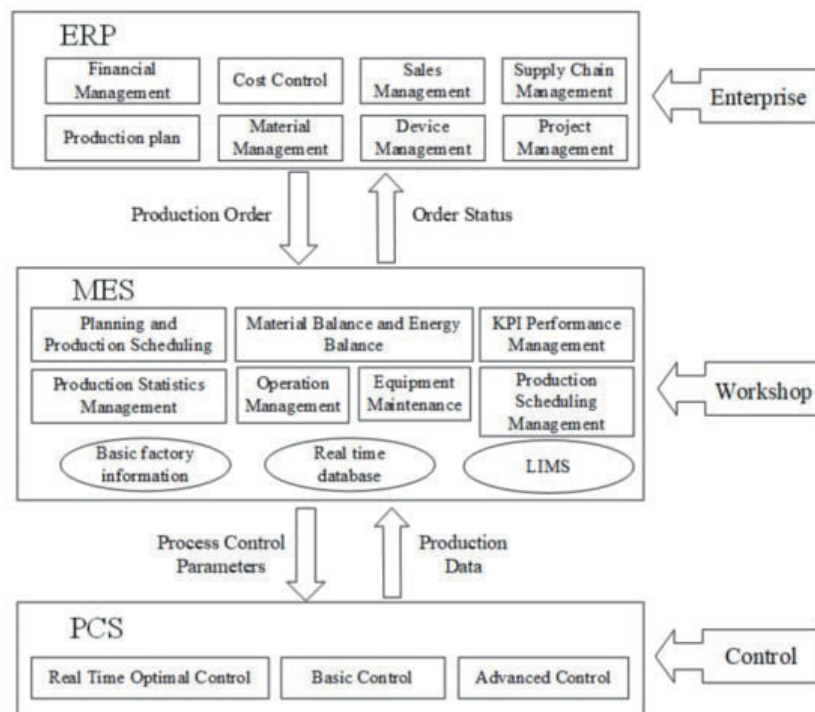 ERP
Financial
Management
Cost Control
Sales
Management
Supply Chain
Management
Enterprise
Production plan
Material
Management
Device
Management
Project
Management
Production Order
Order Status
MES
Planning and
Production Scheduling
Material Balance and Energy
Balance
KPI Performance
Management
Production Statistics
Management
Operation
Management
Equipment
Maintenance
Production
Scheduling
Management
Workshop
Basic factory
information
Real time
database
LIMS
Process Control
Parameters
Production
Data
PCS
Real Time Optimal Control
Basic Control
Advanced Control
Control